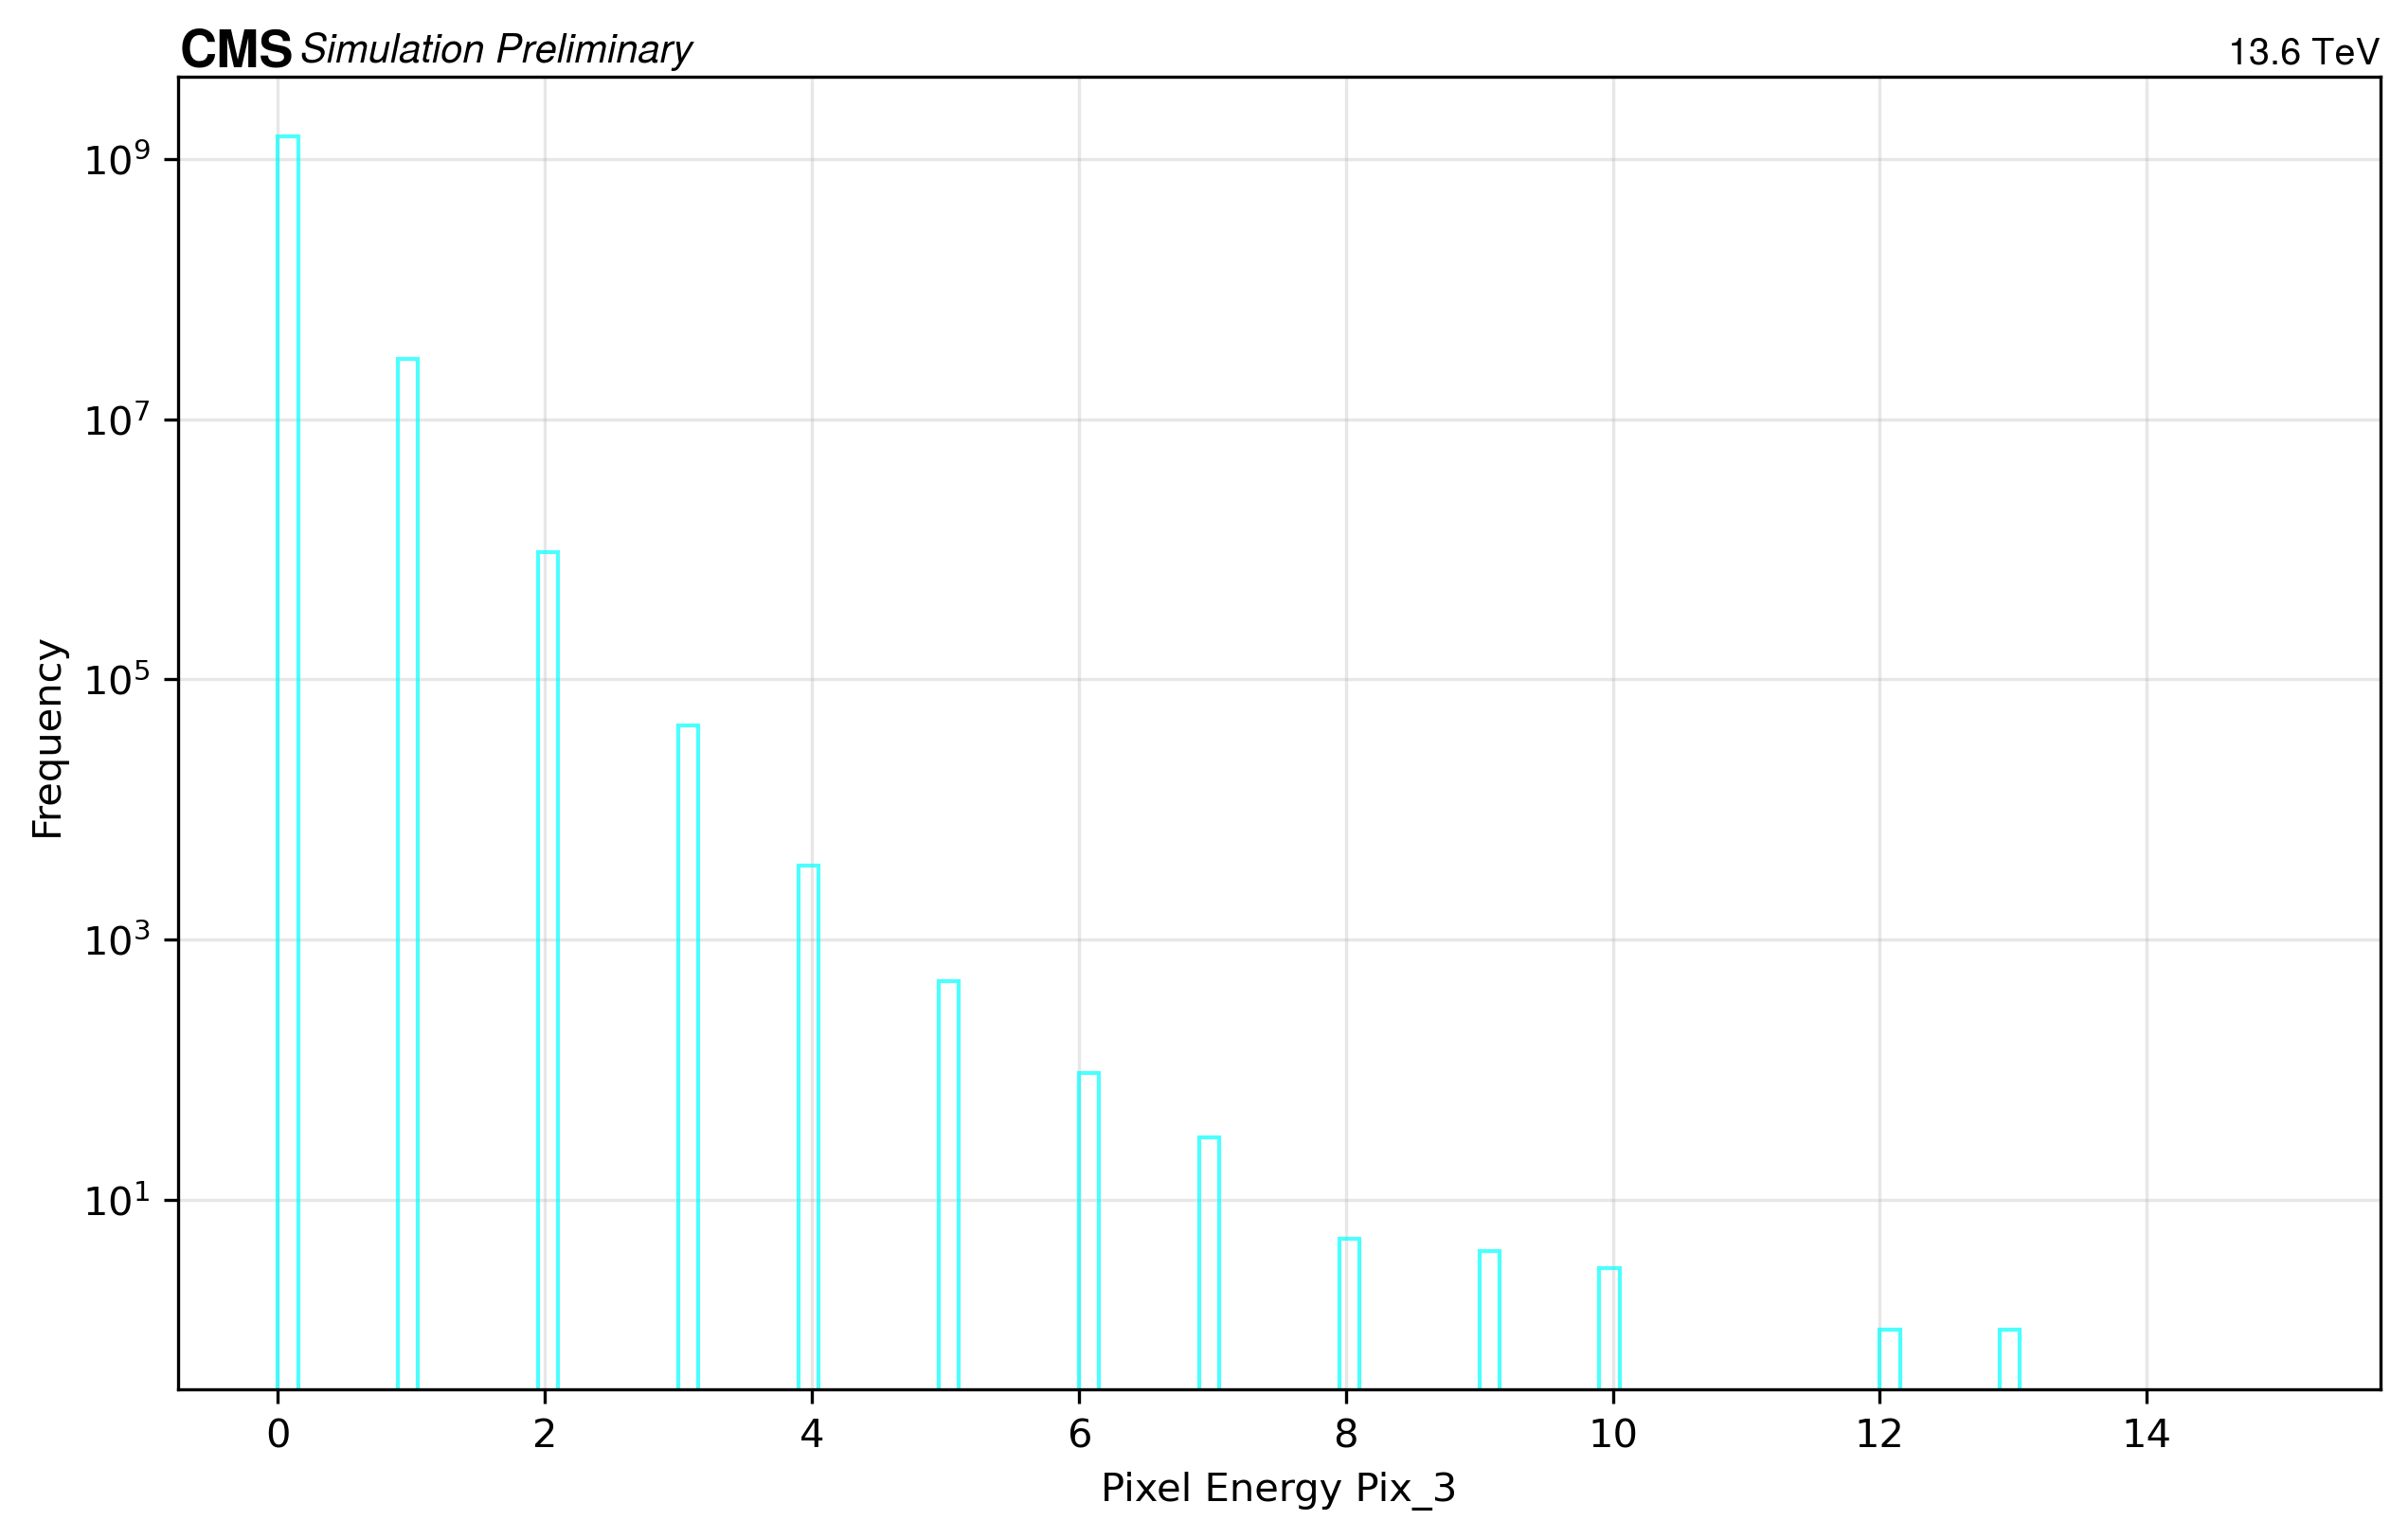 CMS Simulation Preliminary
13.6 TeV
10⁹
10⁷
10⁵
10³
10¹
Frequency
0 2 4 6 8 10 12 14
Pixel Energy Pix_3